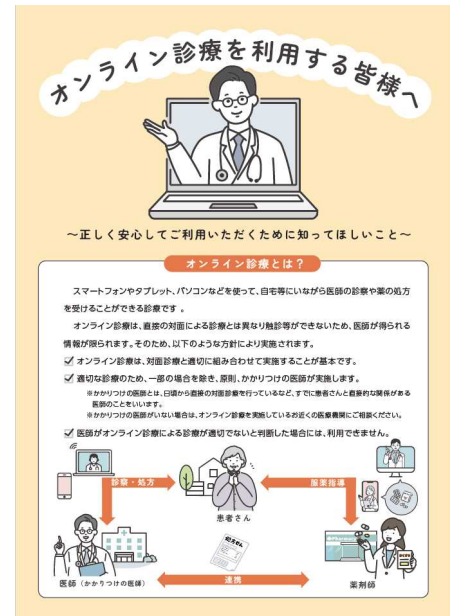 オンライン診療を利用する皆様へ
～正しく安心してご利用いただくために知ってほしいこと～
オンライン診療とは？
スマートフォンやタブレット、パソコンなどを使って、自宅等にいながら医師の診察や薬の処方
を受けることができる診療です 。
オンライン診療は、直接の対面による診療とは異なり触診等ができないため、医師が得られる
情報が限られます。そのため、以下のような方針により実施されます。
オンライン診療は、対面診療と適切に組み合わせて実施することが基本です。
適切な診療のため、一部の場合を除き、原則、かかりつけの医師が実施します。
※かかりつけの医師とは、日頃から直接の対面診療を行っているなど、すでに患者さんと直接的な関係がある
医師のことをいいます。
※かかりつけの医師がいない場合は、オンライン診療を実施しているお近くの医療機関にご相談ください。
医師がオンライン診療による診療が適切でないと判断した場合には、利用できません。
診察・処方
服薬指導
患者さん
処方せん
医師（かかりつけの医師）
連携
薬剤師